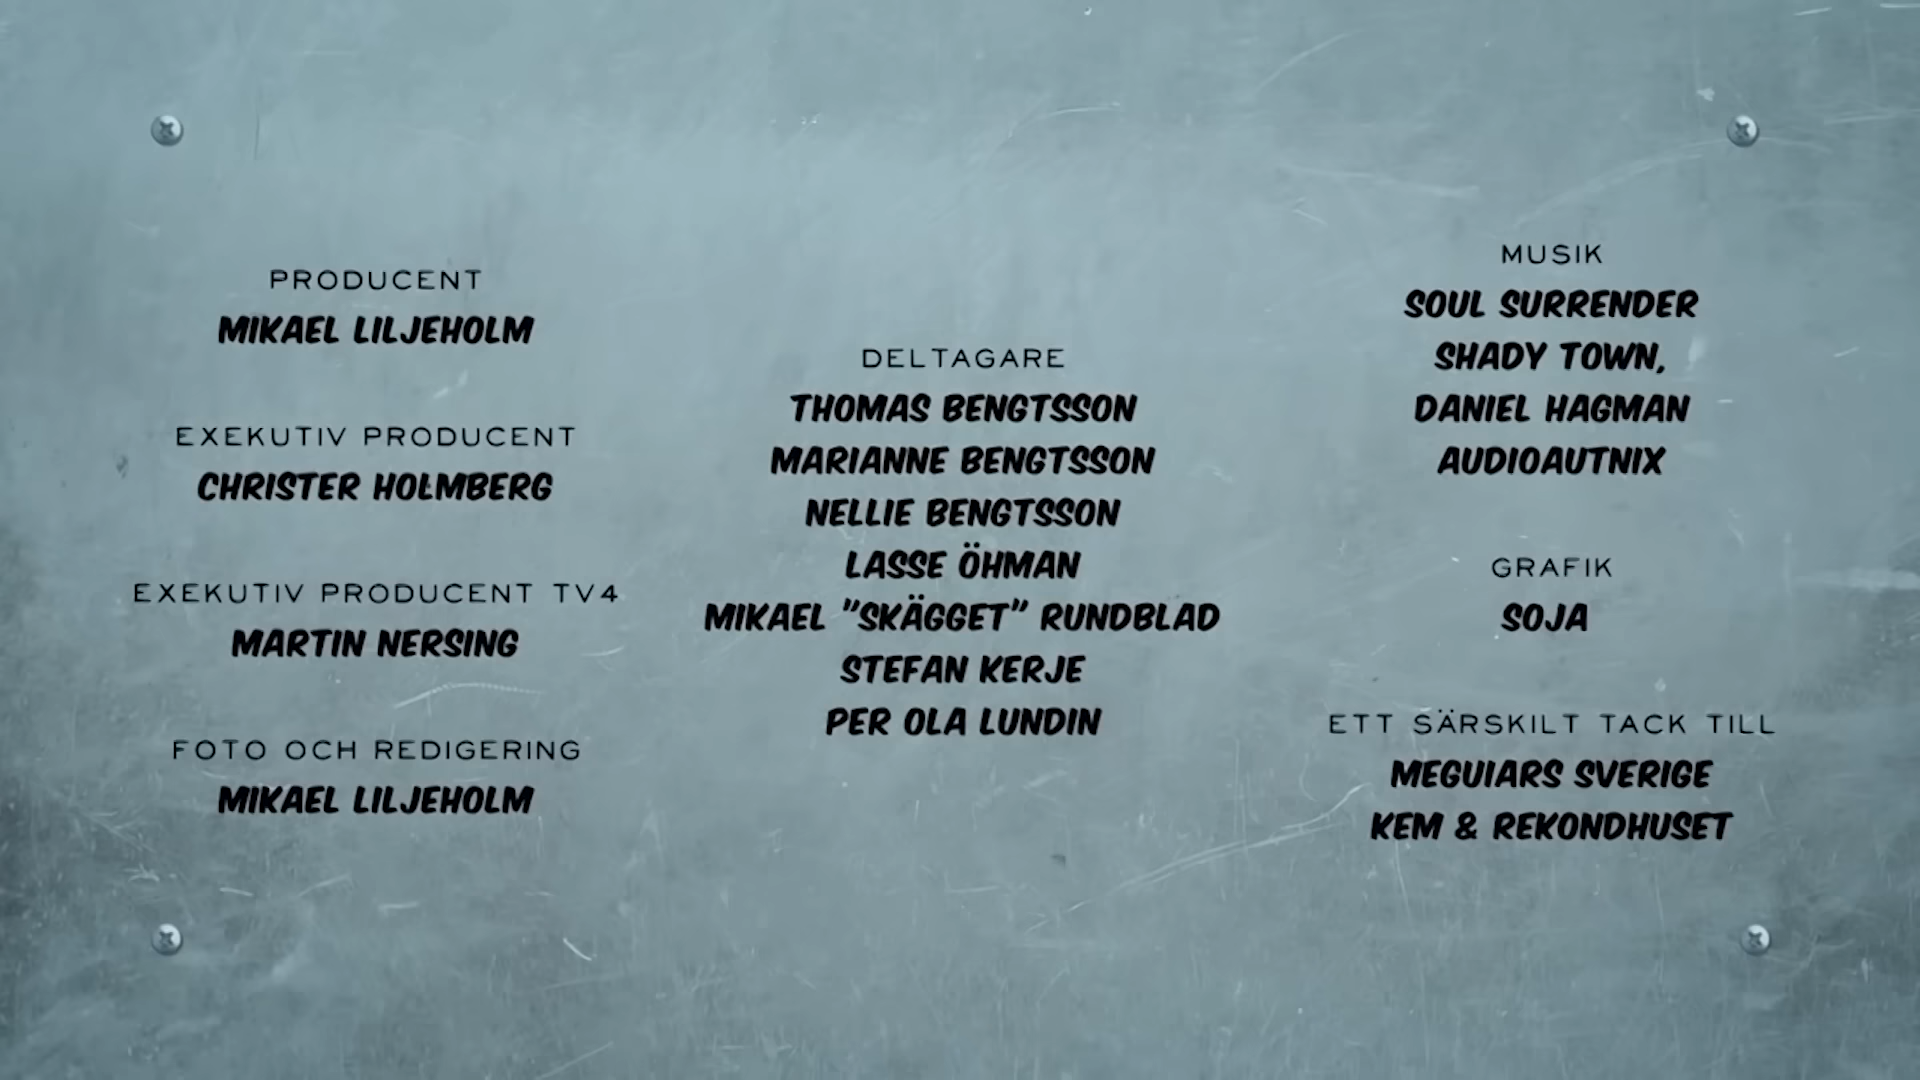 PRODUCENT
MIKAEL LILJEHOLM
EXEKUTIV PRODUCENT
CHRISTER HOLMBERG
EXEKUTIV PRODUCENT TV4
MARTIN NERSING
FOTO OCH REDIGERING
MIKAEL LILJEHOLM
DELTAGARE
THOMAS BENGTSSON
MARIANNE BENGTSSON
NELLIE BENGTSSON
LASSE ÖHMAN
MIKAEL "SKÄGGET" RUNDBLAD
STEFAN KERJE
PER OLA LUNDIN
MUSIK
SOUL SURRENDER
SHADY TOWN,
DANIEL HAGMAN
AUDIOAUTNIX
GRAFIK
SOJA
ETT SÄRSKILT TACK TILL
MEGUIARS SVERIGE
KEM & REKONDHUSET